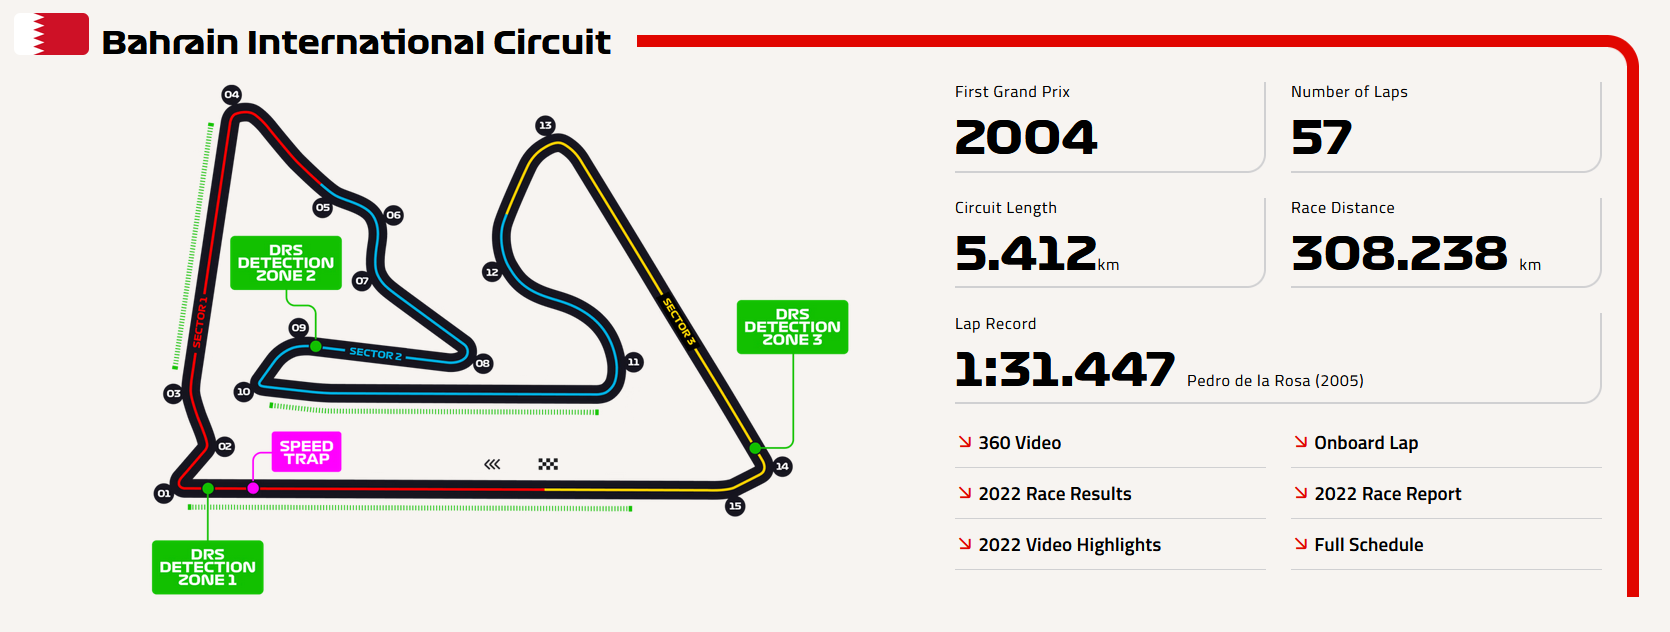 Bahrain International Circuit
04
13
05
06
DRS
DETECTION
ZONE 2
12
07
SECTOR 1
SECTOR 3
DRS
DETECTION
ZONE 3
09
SECTOR 2
08
11
10
03
02
SPEED
TRAP
14
01
15
DRS
DETECTION
ZONE 1
First Grand Prix
2004
Number of Laps
57
Circuit Length
5.412km
Race Distance
308.238 km
Lap Record
1:31.447 Pedro de la Rosa (2005)
360 Video
Onboard Lap
2022 Race Results
2022 Race Report
2022 Video Highlights
Full Schedule